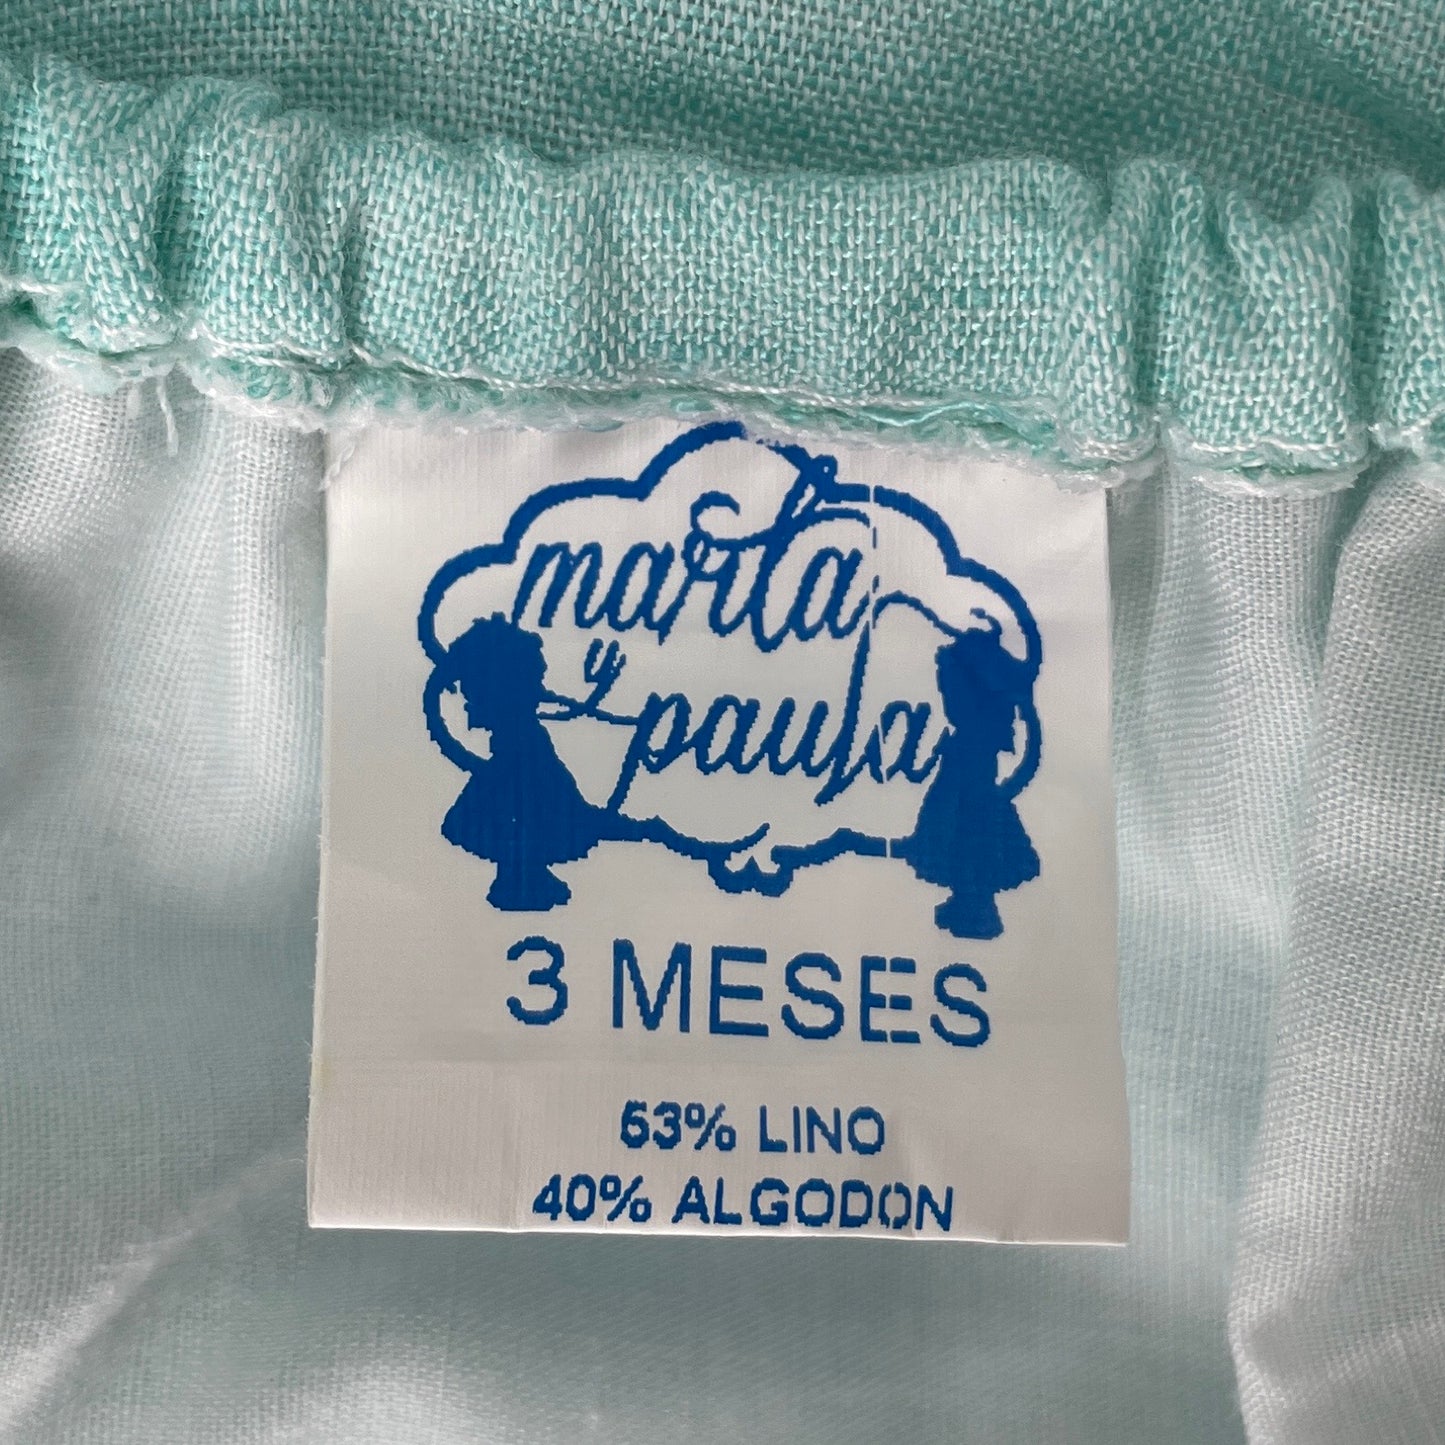 marta
y
paula
3 MESES
63% LINO
40% ALGODON